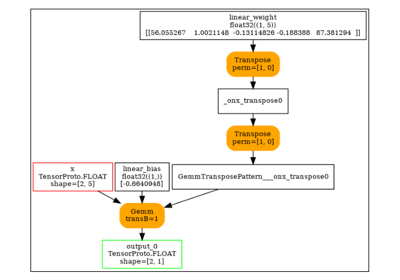 linear_weight
float32((1, 5))
[[56.055267 1.0021148 -0.13114826 -0.188388 87.381294 ]]
Transpose
perm=[1, 0]
_onx_transpose0
Transpose
perm=[1, 0]
x
TensorProto.FLOAT
shape=[2, 5]
linear_bias
float32((1,))
[-0.6640948]
GemmTransposePattern___onx_transpose0
Gemm
transB=1
output_0
TensorProto.FLOAT
shape=[2, 1]